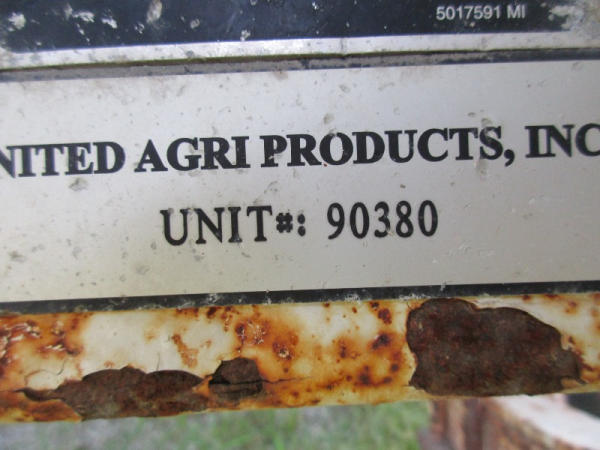 5017591 MI
NITED AGRI PRODUCTS, INC
UNIT#: 90380